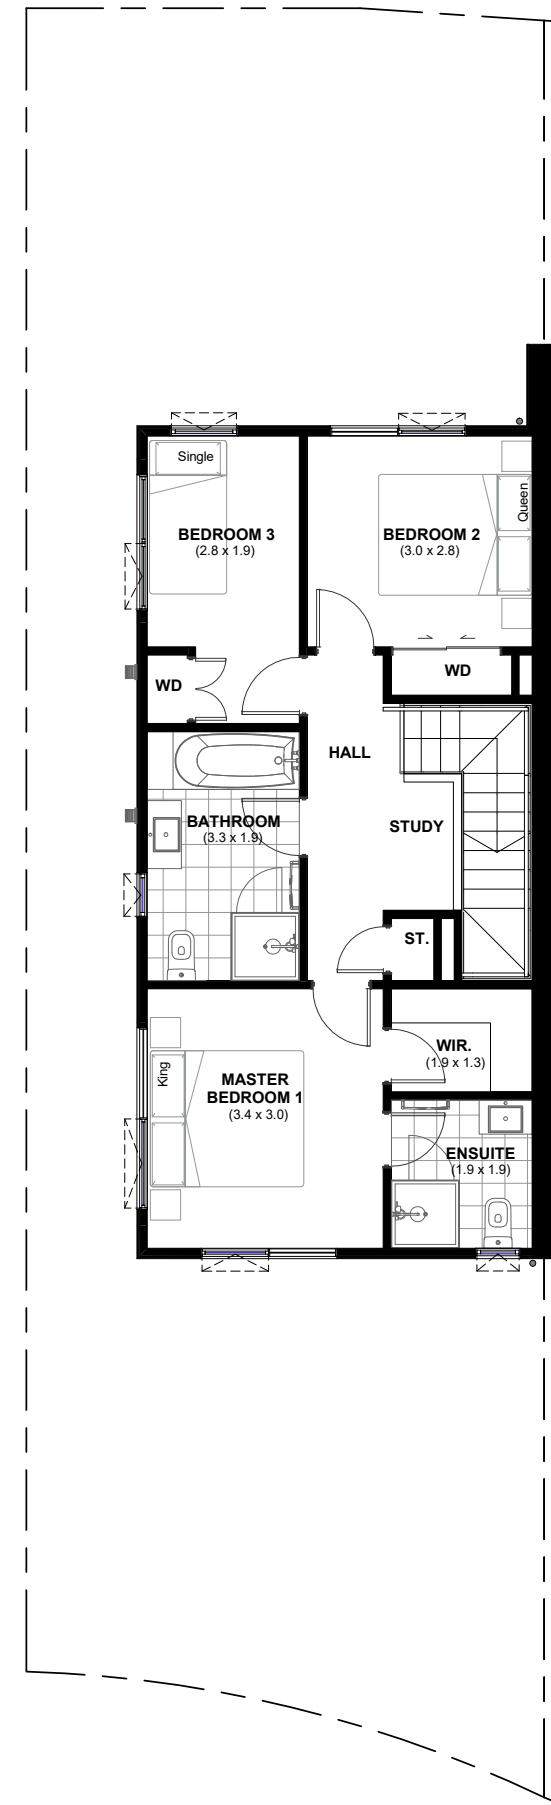 Single
Queen
BEDROOM 3
(2.8 x 1.9)
BEDROOM 2
(3.0 x 2.8)
WD
WD
HALL
BATHROOM
(3.3 x 1.9)
STUDY
ST.
King
MASTER
BEDROOM 1
(3.4 x 3.0)
WIR.
(1.9 x 1.3)
ENSUITE
(1.9 x 1.9)